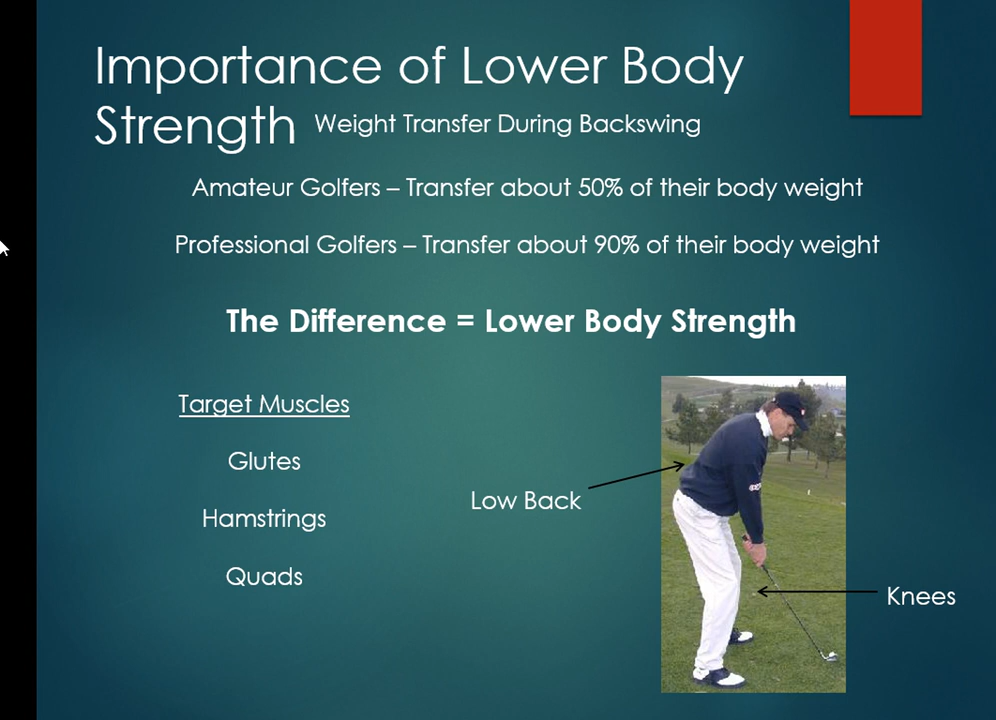 Importance of Lower Body
Strength Weight Transfer During Backswing
Amateur Golfers – Transfer about 50% of their body weight
Professional Golfers – Transfer about 90% of their body weight
The Difference = Lower Body Strength
Target Muscles
Glutes
Hamstrings
Quads
Low Back
Knees